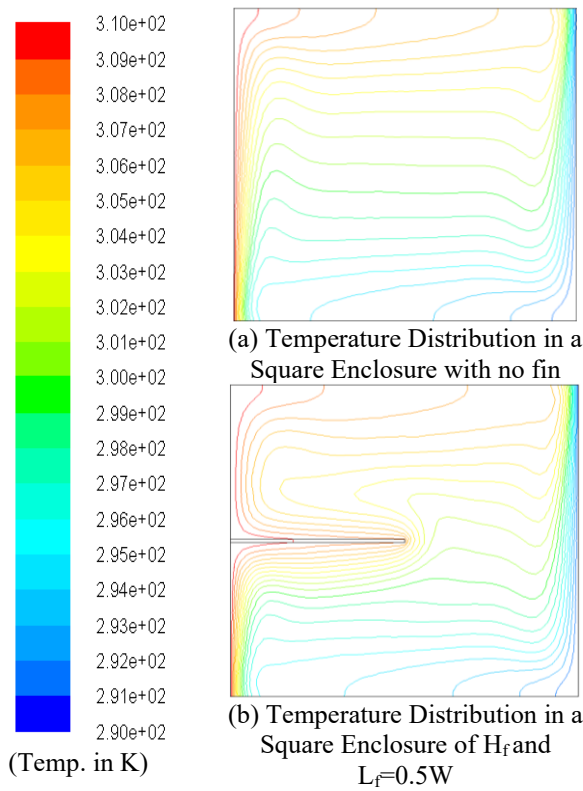 3.10e+02
3.09e+02
3.08e+02
3.07e+02
3.06e+02
3.05e+02
3.04e+02
3.03e+02
3.02e+02
3.01e+02
3.00e+02
2.99e+02
2.98e+02
2.97e+02
2.96e+02
2.95e+02
2.94e+02
2.93e+02
2.92e+02
2.91e+02
2.90e+02
(Temp. in K)
(a) Temperature Distribution in a
Square Enclosure with no fin
(b) Temperature Distribution in a
Square Enclosure of Hf and
Lf=0.5W